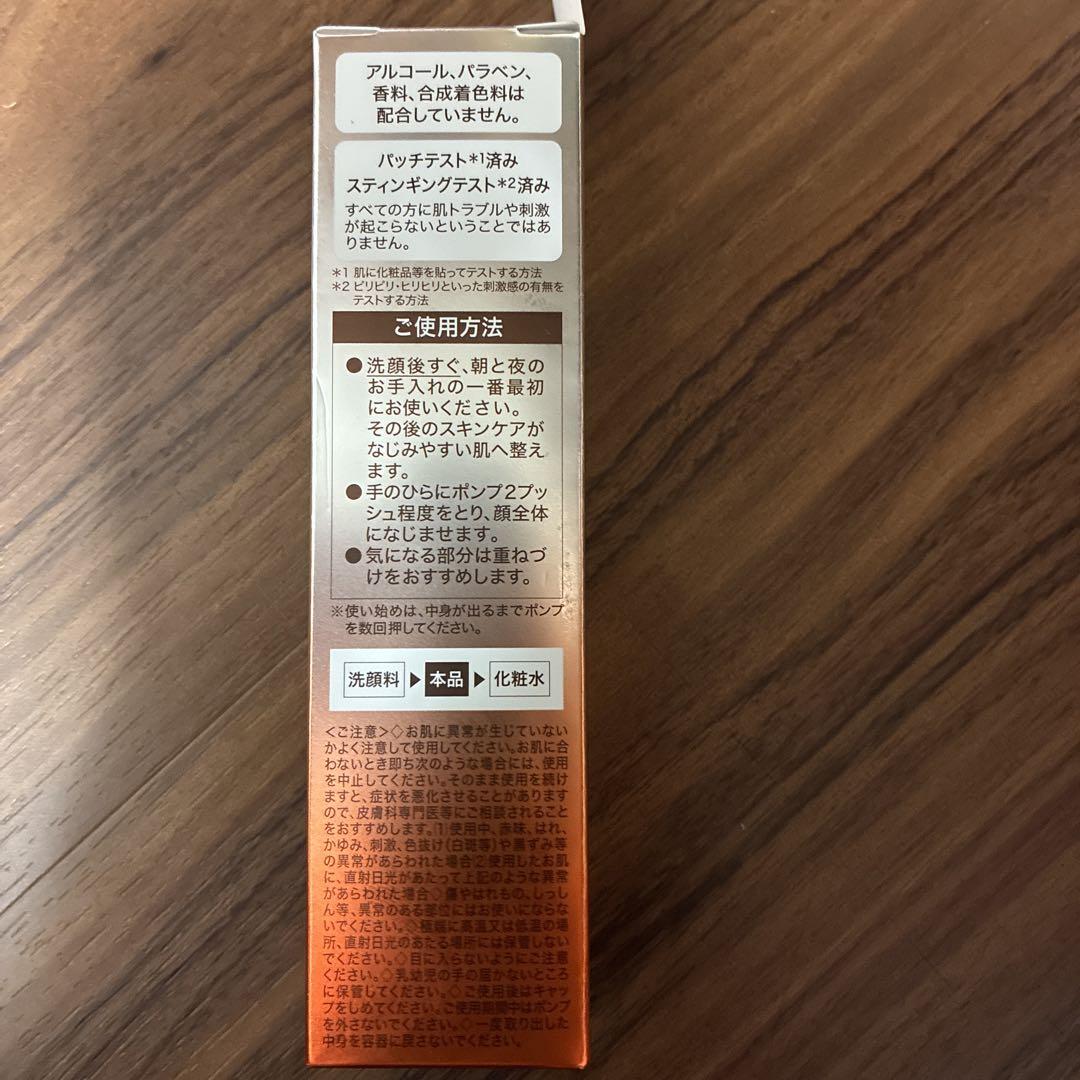 アルコール、パラベン、
香料、合成着色料は
配合していません。
パッチテスト*1済み
スティンギングテスト*2済み
すべての方に肌トラブルや刺激
が起こらないということではあ
りません。
*1 肌に化粧品等を貼ってテストする方法
*2 ピリピリ・ヒリヒリといった刺激感の有無を
テストする方法
ご使用方法
●洗顔後すぐ、朝と夜の
お手入れの一番最初
にお使いください。
その後のスキンケアが
なじみやすい肌へ整え
ます。
●手のひらにポンプ2プッ
シュ程度をとり、顔全体
になじませます。
●気になる部分は重ねづ
けをおすすめします。
※使い始めは、中身が出るまでポンプ
を数回押してください。
洗顔料▶本品▶化粧水
<ご注意>◇お肌に異常が生じていない
かよく注意して使用してください。お肌に合
わないとき即ち次のような場合には、使用
を中止してください。そのまま使用を続け
ますと、症状を悪化させることがあります
ので、皮膚科専門医等にご相談されること
をおすすめします。[1]使用中、赤味、はれ、
かゆみ、刺激、色抜け(白斑等)や黒ずみ等
の異常があらわれた場合[2]使用したお肌
に、直射日光があたって上記のような異常
があらわれた場合◇傷やはれもの、しっし
ん等、異常のある部位にはお使いにならな
いでください。◇極端に高温又は低温の場
所、直射日光のあたる場所には保管しない
でください。◇目に入らないようにご注意
ください。◇乳幼児の手の届かないところ
に保管してください。◇ご使用後はキャッ
プをしめてください。ご使用期間中はポンプ
を外さないでください。◇一度取り出した
中身を容器に戻さないでください。